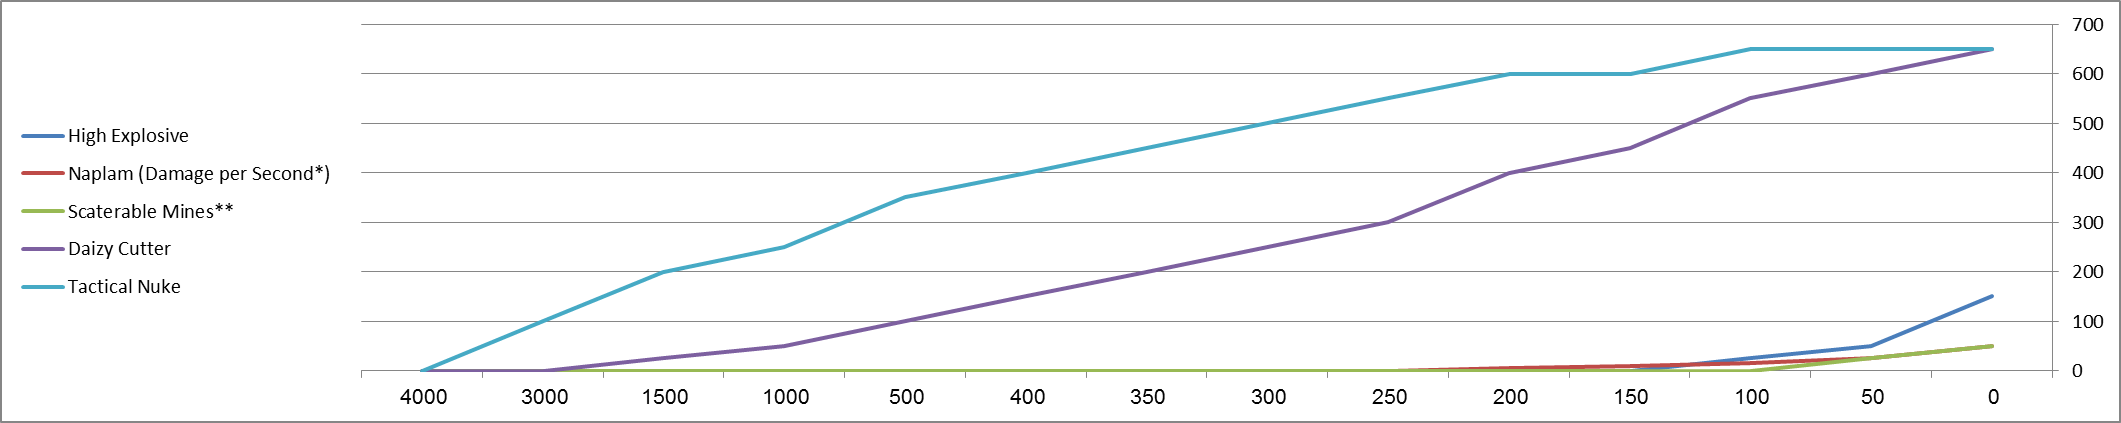 High Explosive
Naplam (Damage per Second*)
Scaterable Mines**
Daizy Cutter
Tactical Nuke
700
600
500
400
300
200
100
0
4000 3000 1500 1000 500 400 350 300 250 200 150 100 50 0